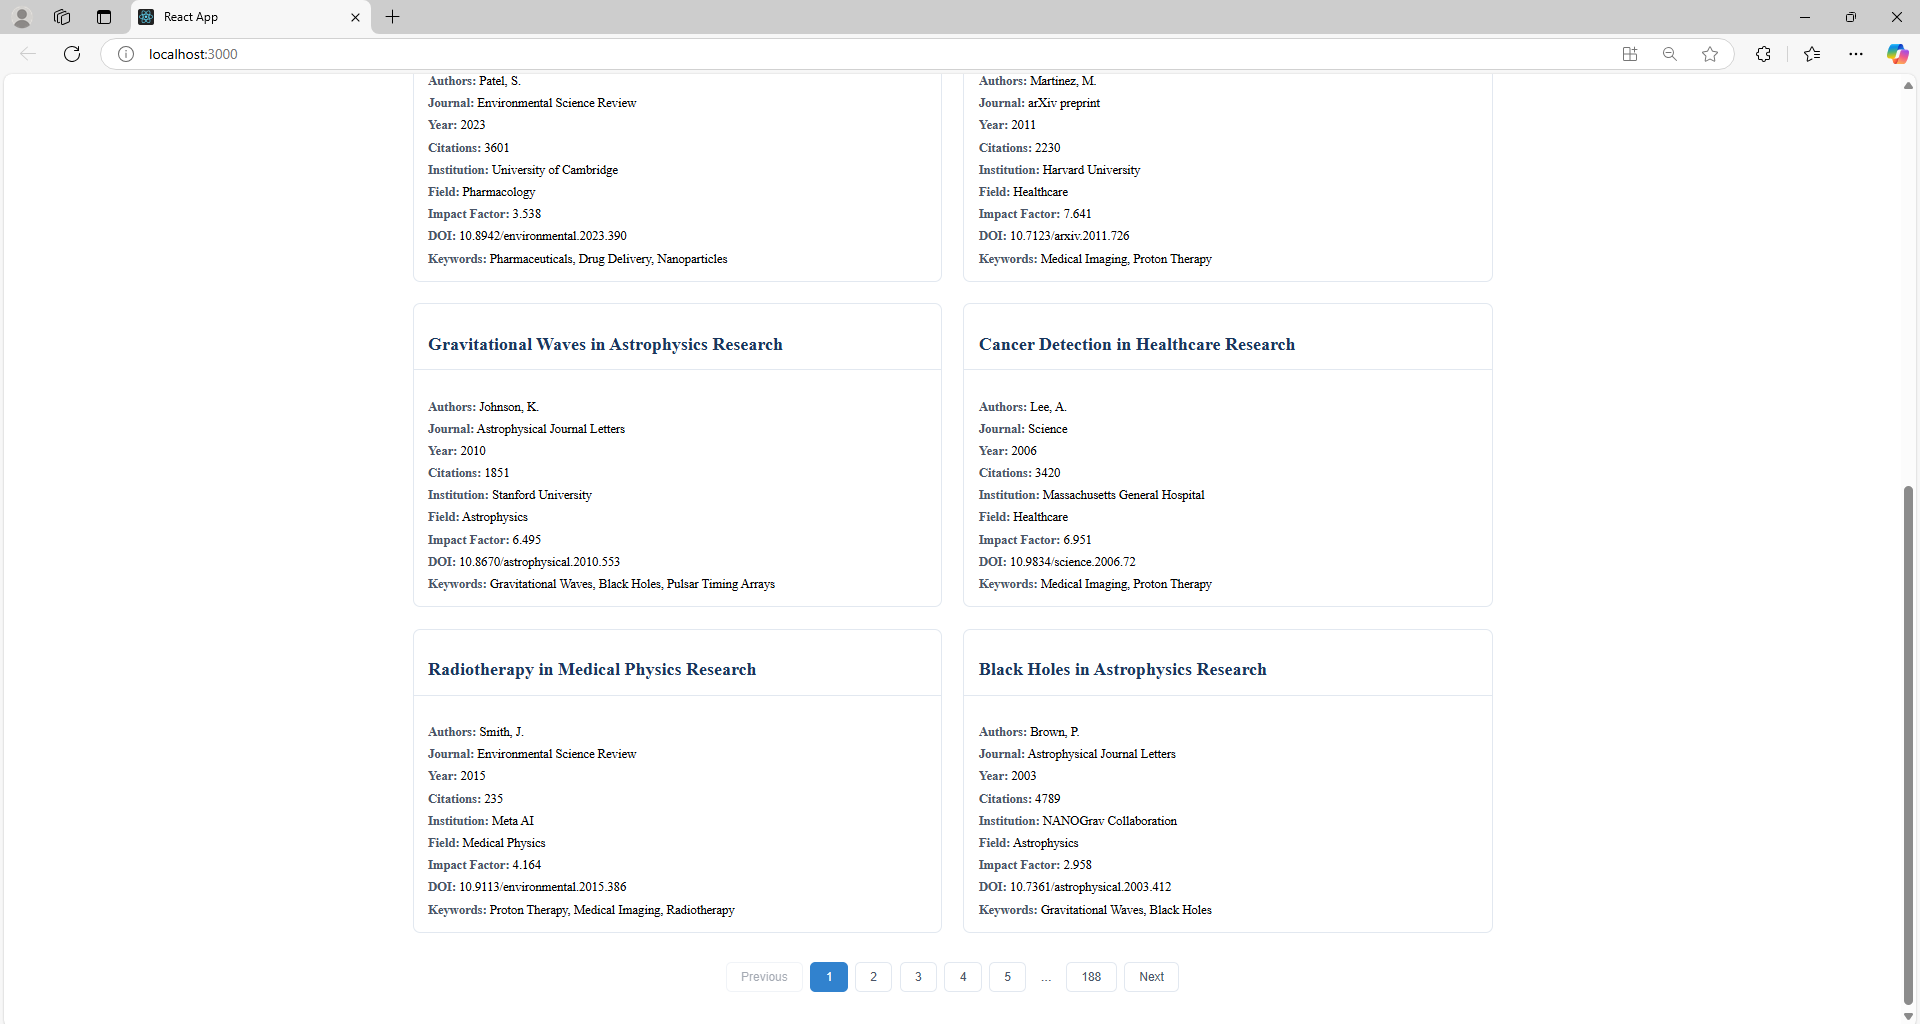 React App
localhost:3000
Authors: Patel, S.
Journal: Environmental Science Review
Year: 2023
Citations: 3601
Institution: University of Cambridge
Field: Pharmacology
Impact Factor: 3.538
DOI: 10.8942/environmental.2023.390
Keywords: Pharmaceuticals, Drug Delivery, Nanoparticles
Authors: Martinez, M.
Journal: arXiv preprint
Year: 2011
Citations: 2230
Institution: Harvard University
Field: Healthcare
Impact Factor: 7.641
DOI: 10.7123/arxiv.2011.726
Keywords: Medical Imaging, Proton Therapy
Gravitational Waves in Astrophysics Research
Authors: Johnson, K.
Journal: Astrophysical Journal Letters
Year: 2010
Citations: 1851
Institution: Stanford University
Field: Astrophysics
Impact Factor: 6.495
DOI: 10.8670/astrophysical.2010.553
Keywords: Gravitational Waves, Black Holes, Pulsar Timing Arrays
Cancer Detection in Healthcare Research
Authors: Lee, A.
Journal: Science
Year: 2006
Citations: 3420
Institution: Massachusetts General Hospital
Field: Healthcare
Impact Factor: 6.951
DOI: 10.9834/science.2006.72
Keywords: Medical Imaging, Proton Therapy
Radiotherapy in Medical Physics Research
Authors: Smith, J.
Journal: Environmental Science Review
Year: 2015
Citations: 235
Institution: Meta AI
Field: Medical Physics
Impact Factor: 4.164
DOI: 10.9113/environmental.2015.386
Keywords: Proton Therapy, Medical Imaging, Radiotherapy
Black Holes in Astrophysics Research
Authors: Brown, P.
Journal: Astrophysical Journal Letters
Year: 2003
Citations: 4789
Institution: NANOGrav Collaboration
Field: Astrophysics
Impact Factor: 2.958
DOI: 10.7361/astrophysical.2003.412
Keywords: Gravitational Waves, Black Holes
Previous 1 2 3 4 5 ... 188 Next